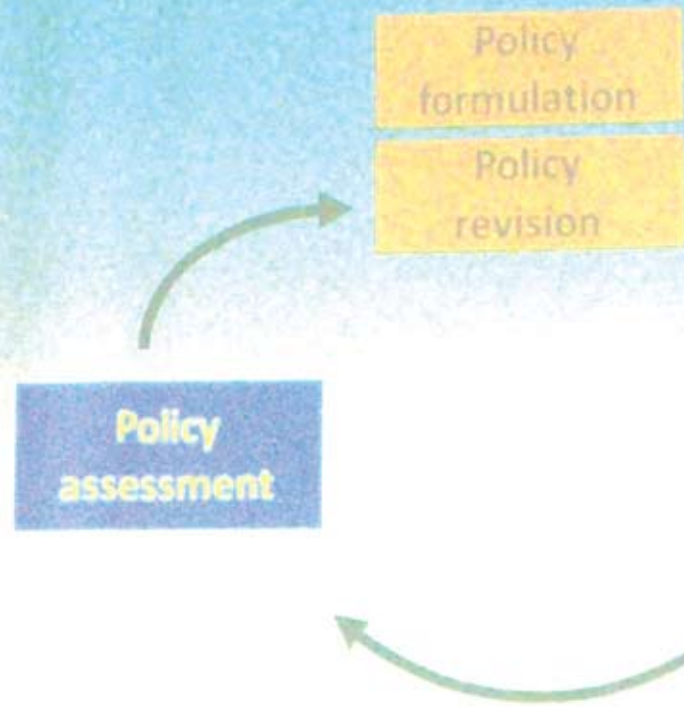 Policy
formulation
Policy
revision
Policy
assessment